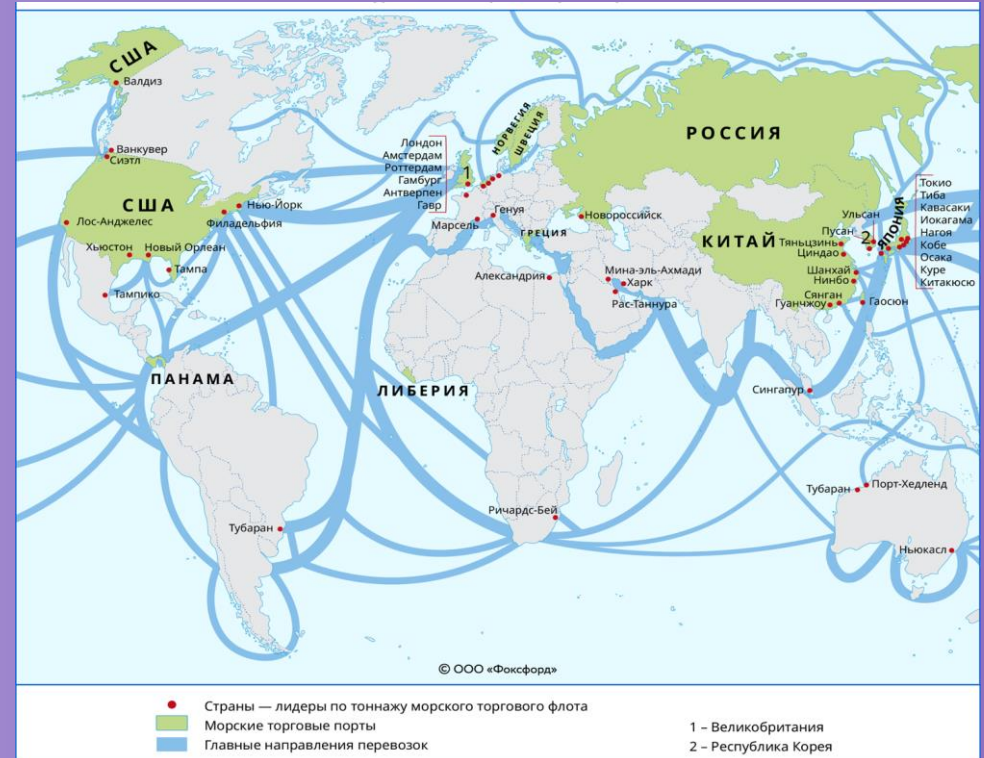 США
Валдиз
Ванкувер
Сиэтл
США
Лос-Анджелес
Нью-Йорк
Филадельфия
Хьюстон
Новый Орлеан
Тампа
Тампико
ПАНАМА
Тубаран
Лондон
Амстердам
Роттердам
Гамбург
Антверпен
Гавр
1
НОРВЕГИЯ
ШВЕЦИЯ
Генуя
Марсель
ГРЕЦИЯ
Новороссийск
Александрия
ЛИБЕРИЯ
Ричардс-Бей
РОССИЯ
КИТАЙ
Мина-эль-Ахмади
Харк
Рас-Таннура
Ульсан
Пусан
2
ЯПОНИЯ
Тяньцзинь
Циндао
Шанхай
Нинбо
Сянган
Гуанчжоу
Гаосюн
Сингапур
Токио
Тиба
Кавасаки
Иокагама
Нагоя
Кобе
Осака
Куре
Китакюсю
Тубаран
Порт-Хедленд
Ньюкасл
© ООО «Фоксфорд»
Страны — лидеры по тоннажу морского торгового флота
Морские торговые порты
Главные направления перевозок
1 – Великобритания
2 – Республика Корея